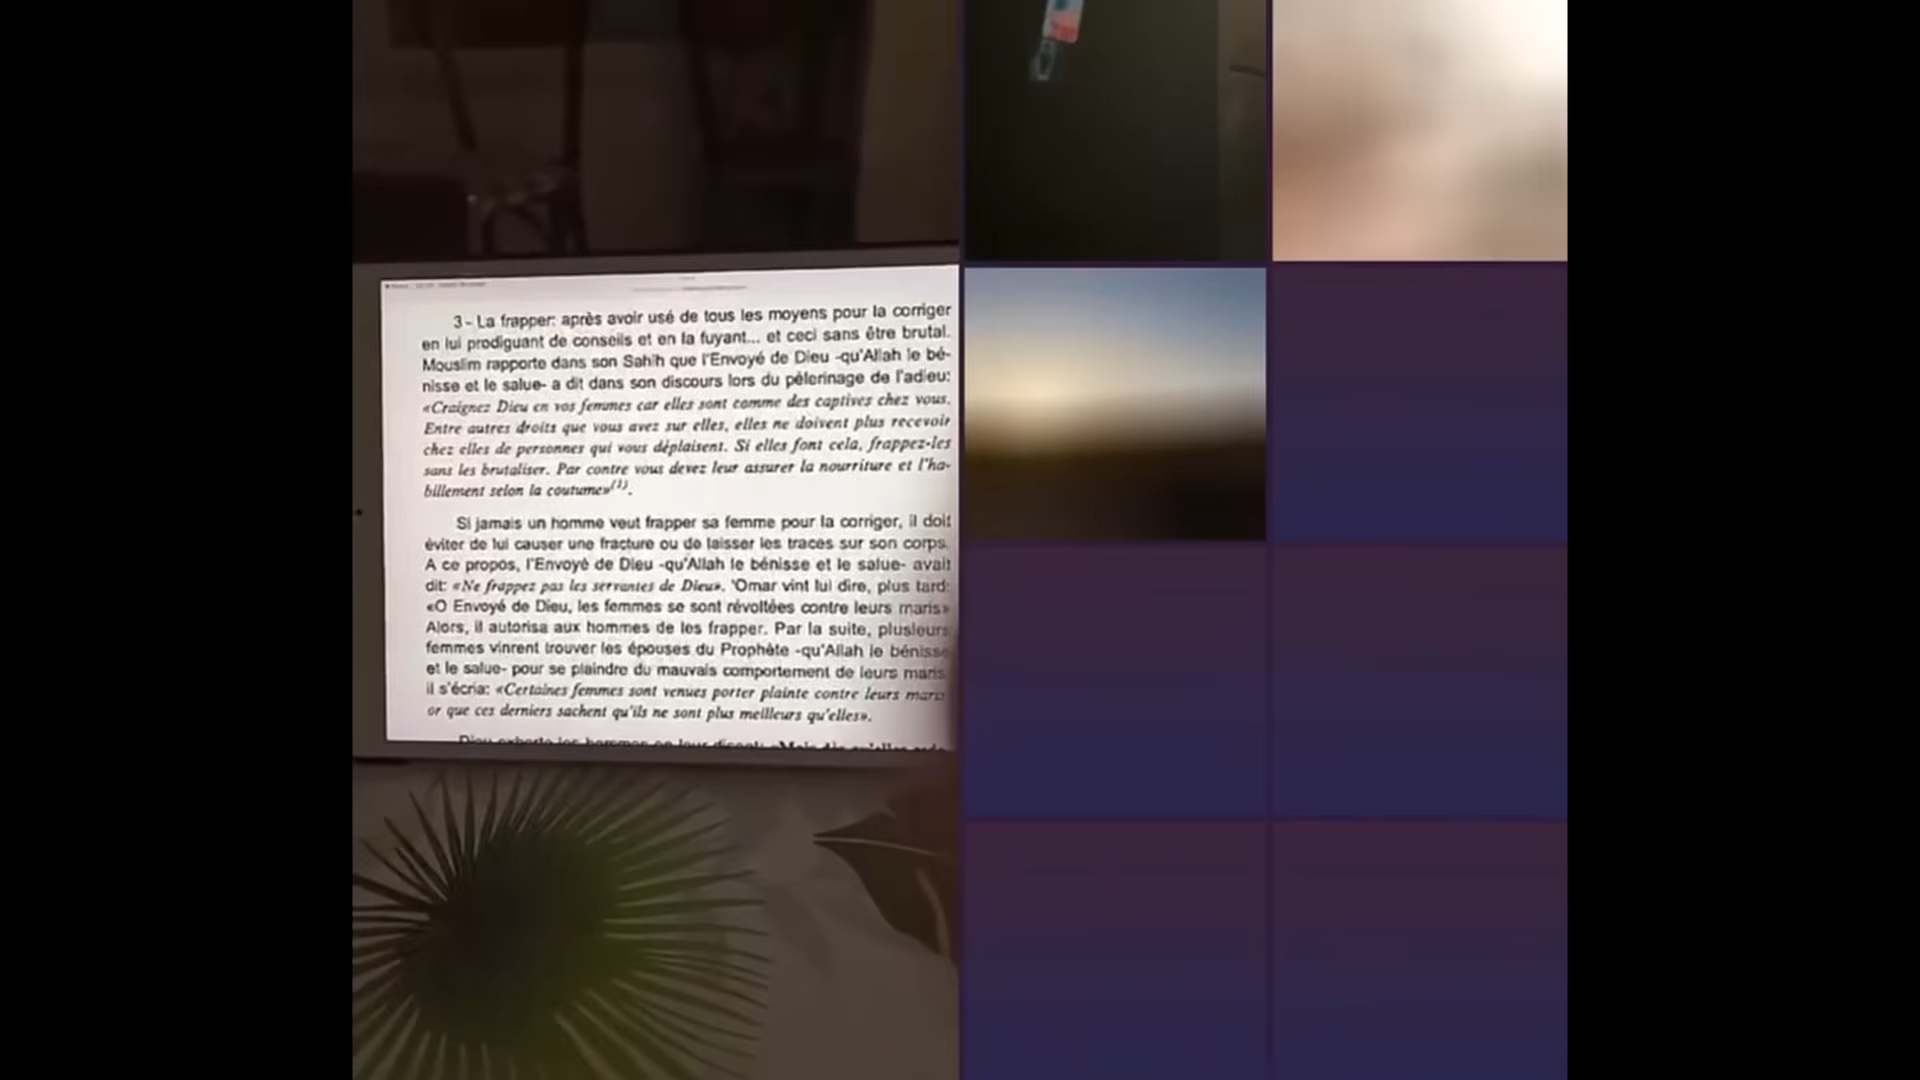 3 - La frapper: après avoir usé de tous les moyens pour la corriger
en lui prodiguant de conseils et en la fuyant... et ceci sans être brutal.
Mouslim rapporte dans son Sahih que l'Envoyé de Dieu -qu'Allah le bé-
nisse et le salue- a dit dans son discours lors du pèlerinage de l'adieu:
«Craignez Dieu en vos femmes car elles sont comme des captives chez vous.
Entre autres droits que vous avez sur elles, elles ne doivent plus recevoir
chez elles de personnes qui vous déplaisent. Si elles font cela, frappez-les
sans les brutaliser. Par contre vous devez leur assurer la nourriture et l'ha-
billement selon la coutume»(1).
Si jamais un homme veut frapper sa femme pour la corriger, il doit
éviter de lui causer une fracture ou de laisser les traces sur son corps.
A ce propos, l'Envoyé de Dieu -qu'Allah le bénisse et le salue- avait
dit: «Ne frappez pas les servantes de Dieu». 'Omar vint lui dire, plus tard:
«O Envoyé de Dieu, les femmes se sont révoltées contre leurs maris»
Alors, il autorisa aux hommes de les frapper. Par la suite, plusieurs
femmes vinrent trouver les épouses du Prophète -qu'Allah le bénisse
et le salue- pour se plaindre du mauvais comportement de leurs maris
il s'écria: «Certaines femmes sont venues porter plainte contre leurs maris
or que ces derniers sachent qu'ils ne sont plus meilleurs qu'elles».
Dieu exhorte les hommes en leur disant: «Mais dès qu'elles